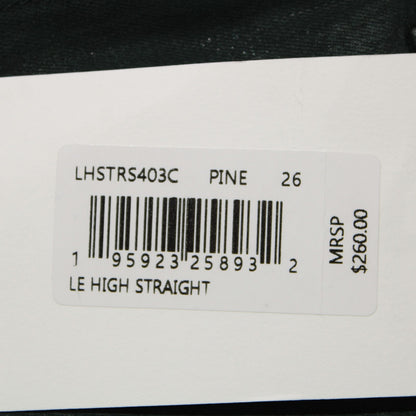 LHSTRS403C PINE 26
1 95923 25893 2
LE HIGH STRAIGHT
MRSP
$260.00